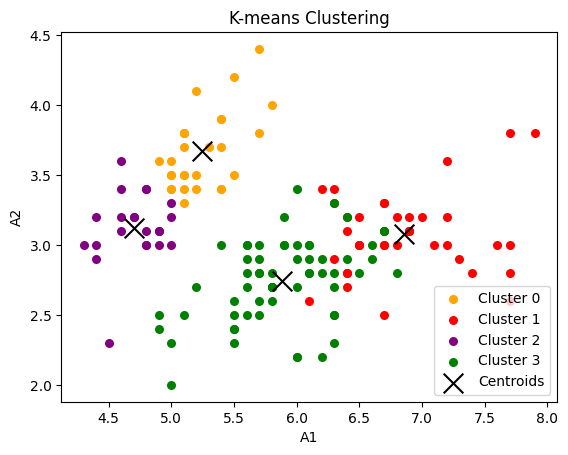 K-means Clustering
4.5
4.0
3.5
3.0
2.5
2.0
A2
4.5 5.0 5.5 6.0 6.5 7.0 7.5 8.0
A1
Cluster 0
Cluster 1
Cluster 2
Cluster 3
Centroids